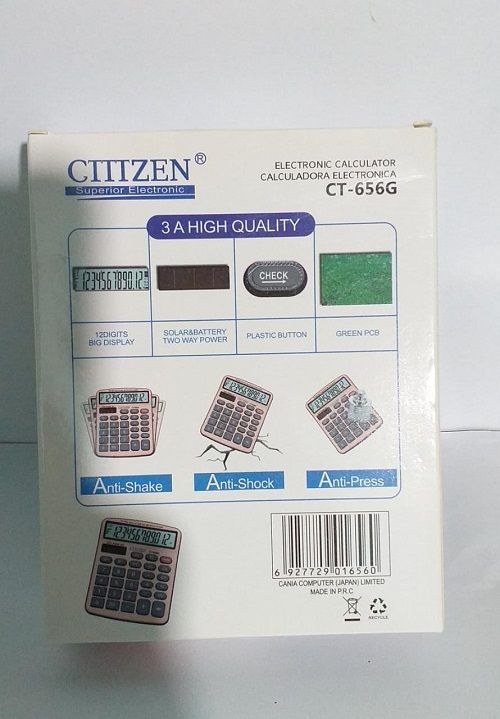 CTITZEN®
Superior Electronic
ELECTRONIC CALCULATOR
CALCULADORA ELECTRONICA
CT-656G
3 A HIGH QUALITY
123456789012
CHECK
12DIGITS
BIG DISPLAY
SOLAR&BATTERY
TWO WAY POWER
PLASTIC BUTTON
GREEN PCB
Anti-Shake
Anti-Shock
Anti-Press
123456789012
6 927729 016560
CANIA COMPUTER (JAPAN) LIMITED
MADE IN P.R.C
RECYCLE